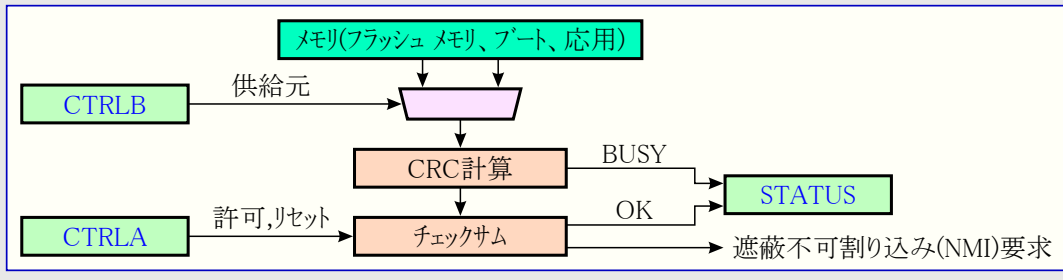 メモリ(フラッシュ メモリ、ブート、応用)
供給元
CTRLB
CRC計算
BUSY
STATUS
OK
許可,リセット
CTRLA
チェックサム
遮蔽不可割り込み(NMI)要求